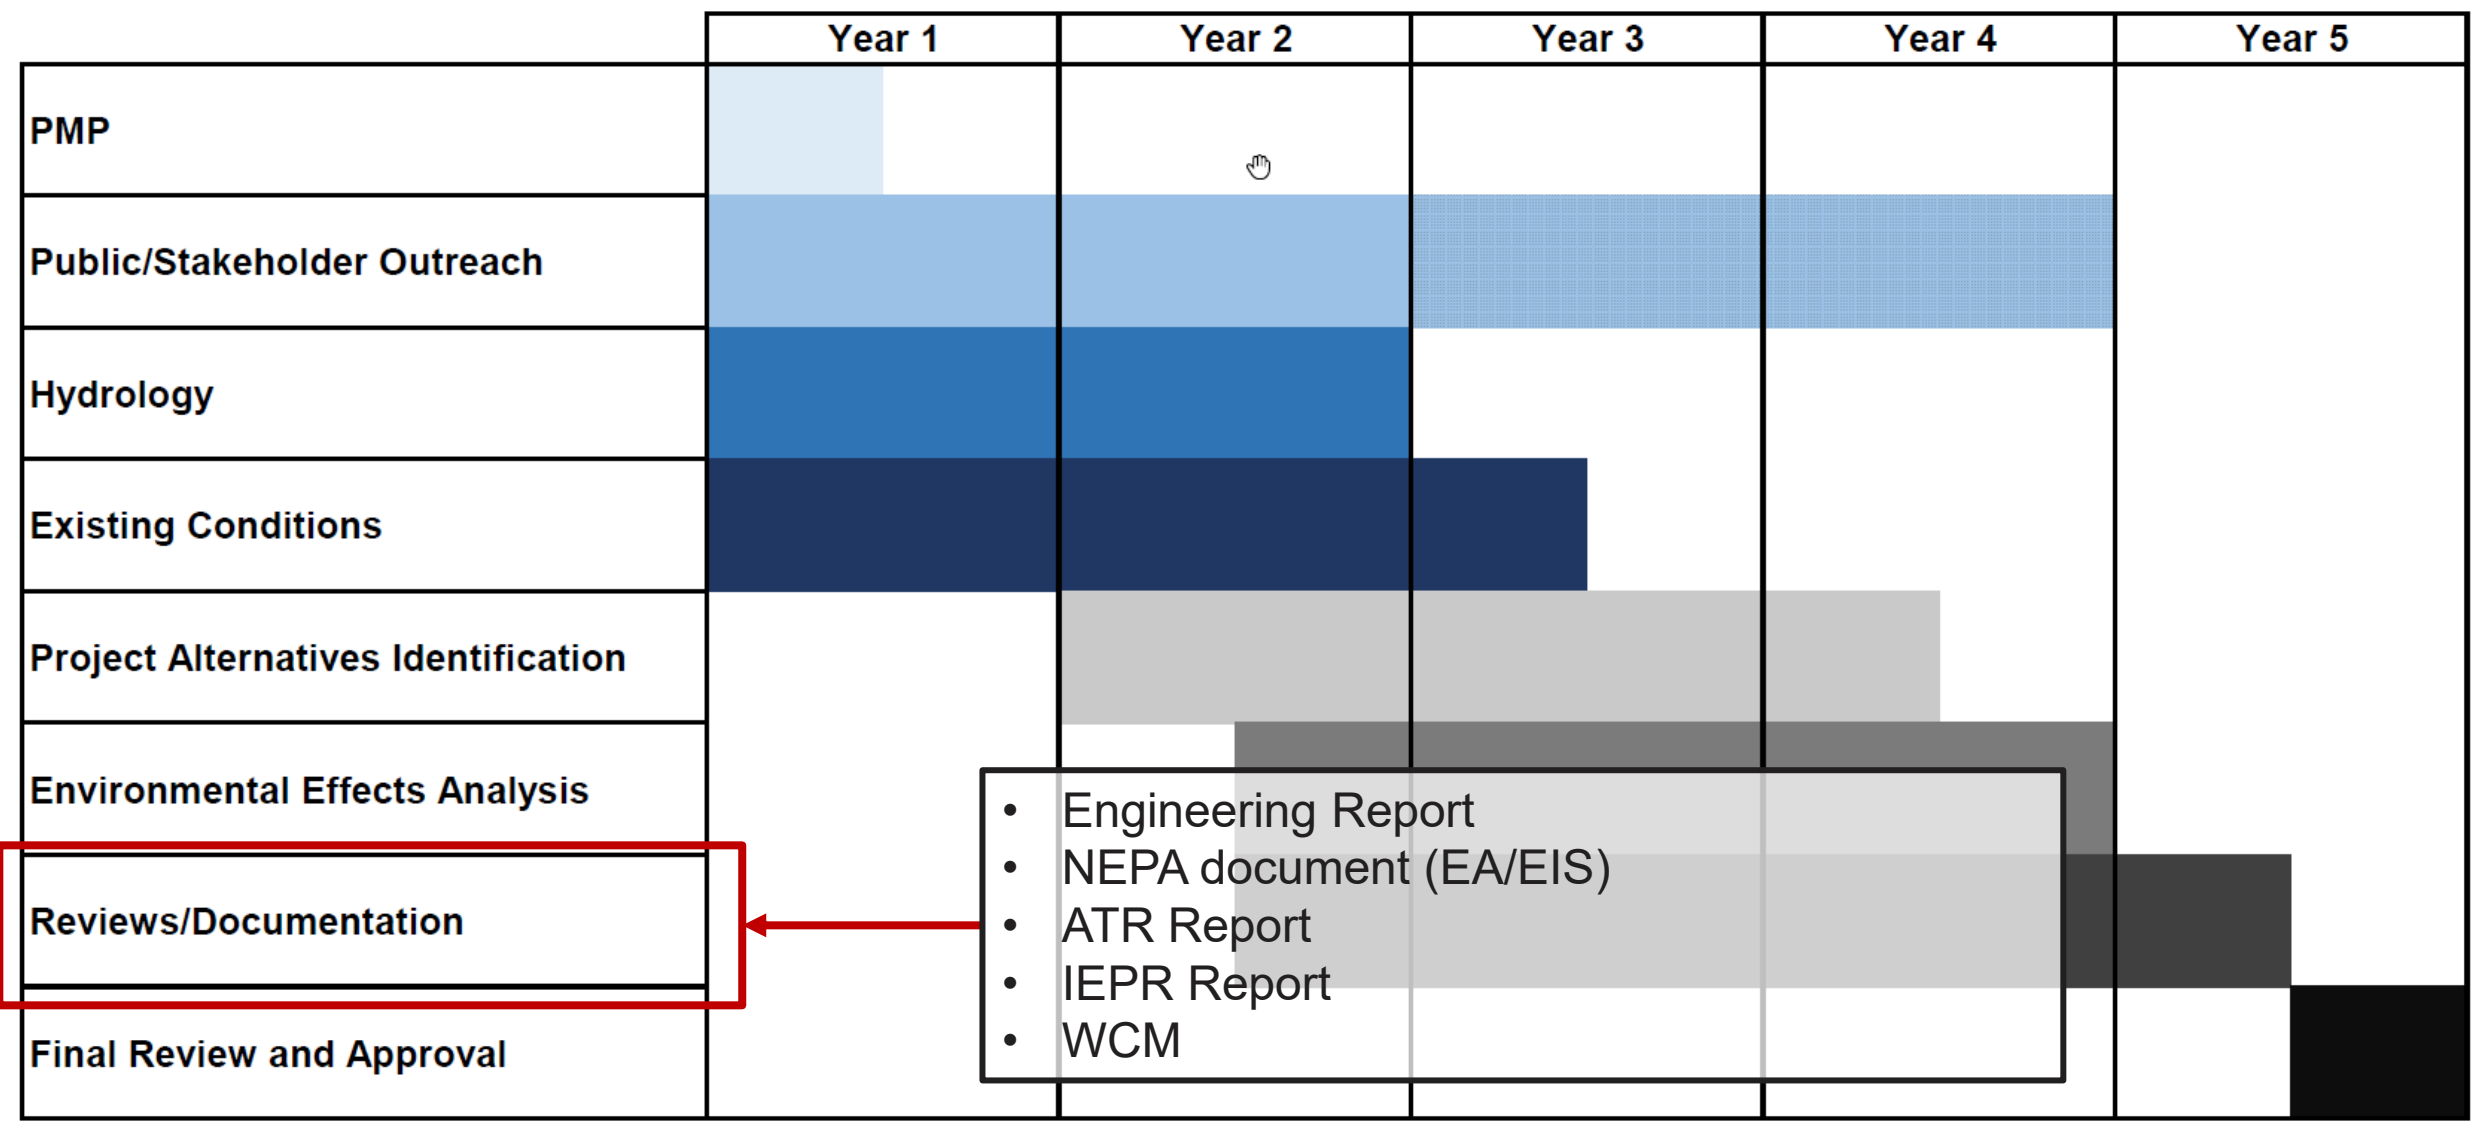 Year 1 Year 2 Year 3 Year 4 Year 5
PMP
Public/Stakeholder Outreach
Hydrology
Existing Conditions
Project Alternatives Identification
Environmental Effects Analysis
Reviews/Documentation
Final Review and Approval
• Engineering Report
• NEPA document (EA/EIS)
• ATR Report
• IEPR Report
• WCM